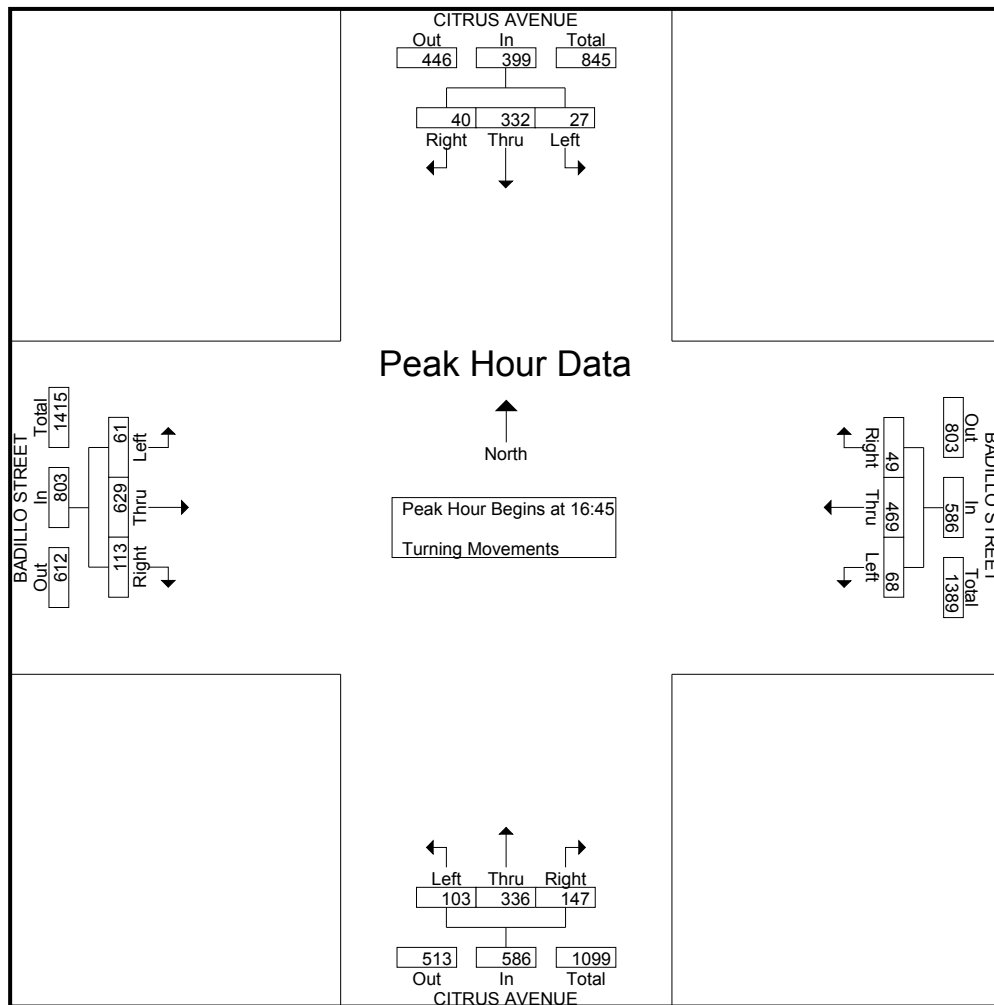 CITRUS AVENUE
Out In Total
446 399 845
40 332 27
Right Thru Left
Peak Hour Data
North
Peak Hour Begins at 16:45
Turning Movements
BADILLO STREET
Total In Out
1415 803 612
61 629 113
Left Thru Right
BADILLO STREET
Out In Total
803 586 1389
49 469 68
Right Thru Left
Left Thru Right
103 336 147
513 586 1099
Out In Total
CITRUS AVENUE